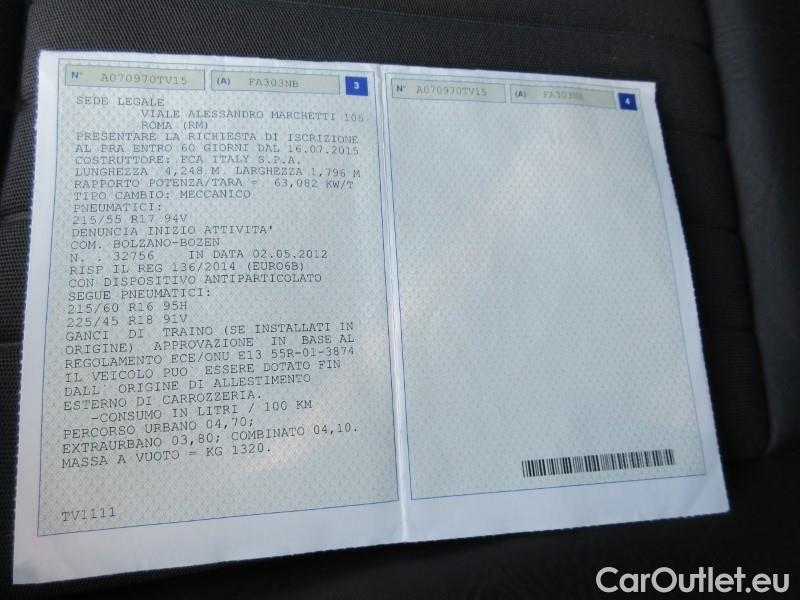 N° A070970TV15 (A) FA303NB 3
SEDE LEGALE
VIALE ALESSANDRO MARCHETTI 105
ROMA (RM)
PRESENTARE LA RICHIESTA DI ISCRIZIONE
AL PRA ENTRO 60 GIORNI DAL 16.07.2015
COSTRUTTORE: FCA ITALY S.P.A.
LUNGHEZZA 4,248 M LARGHEZZA 1,796 M
RAPPORTO POTENZA/TARA = 63,082 KW/T
TIPO CAMBIO: MECCANICO
PNEUMATICI:
215/55 R17 94V
DENUNCIA INIZIO ATTIVITA'
COM. BOLZANO-BOZEN
N. . 32756 IN DATA 02.05.2012
RISP IL REG 136/2014 (EURO6B)
CON DISPOSITIVO ANTIPARTICOLATO
SEGUE PNEUMATICI:
215/60 R16 95H
225/45 R18 91V
GANCI DI TRAINO (SE INSTALLATI IN
ORIGINE) APPROVAZIONE IN BASE AL
REGOLAMENTO ECE/ONU E13 55R-01-3874
IL VEICOLO PUO' ESSERE DOTATO FIN
DALL' ORIGINE DI ALLESTIMENTO
ESTERNO DI CARROZZERIA.
-CONSUMO IN LITRI / 100 KM
PERCORSO URBANO 04,70;
EXTRAURBANO 03,80; COMBINATO 04,10.
MASSA A VUOTO = KG 1320.
TV1111
N° A070970TV15 (A) FA303NB 4
CarOutlet.eu